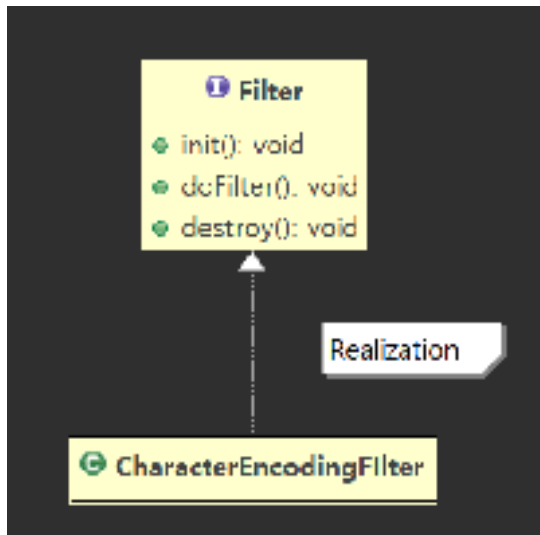 I Filter
init(): void
doFilter(): void
destroy(): void
Realization
C CharacterEncodingFIlter